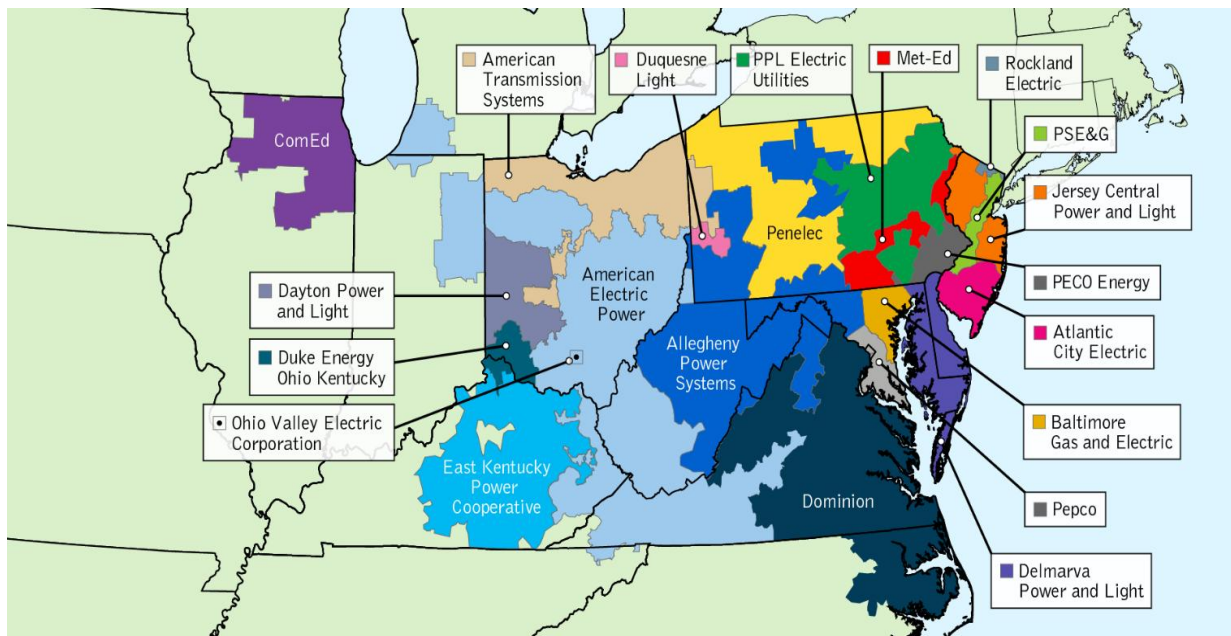 American
Transmission
Systems
Duquesne
Light
PPL Electric
Utilities
Met-Ed
Rockland
Electric
ComEd
PSE&G
Jersey Central
Power and Light
Penelec
American
Electric
Power
PECO Energy
Dayton Power
and Light
Allegheny
Power
Systems
Atlantic
City Electric
Duke Energy
Ohio Kentucky
Ohio Valley Electric
Corporation
Baltimore
Gas and Electric
East Kentucky
Power
Cooperative
Dominion
Pepco
Delmarva
Power and Light